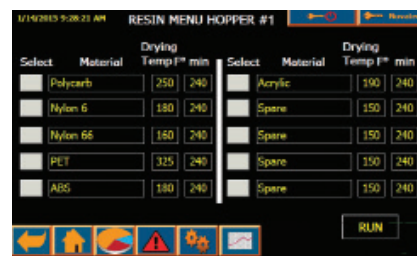 1/14/2015 9:28:21 AM RESIN MENU HOPPER #1
Drying Drying
Select Material Temp F° min Select Material Temp F° min
Polycarb 250 240 Acrylic 190 240
Nylon 6 180 240 Spare 150 240
Nylon 66 160 240 Spare 150 240
PET 325 240 Spare 150 240
ABS 180 240 Spare 150 240
RUN